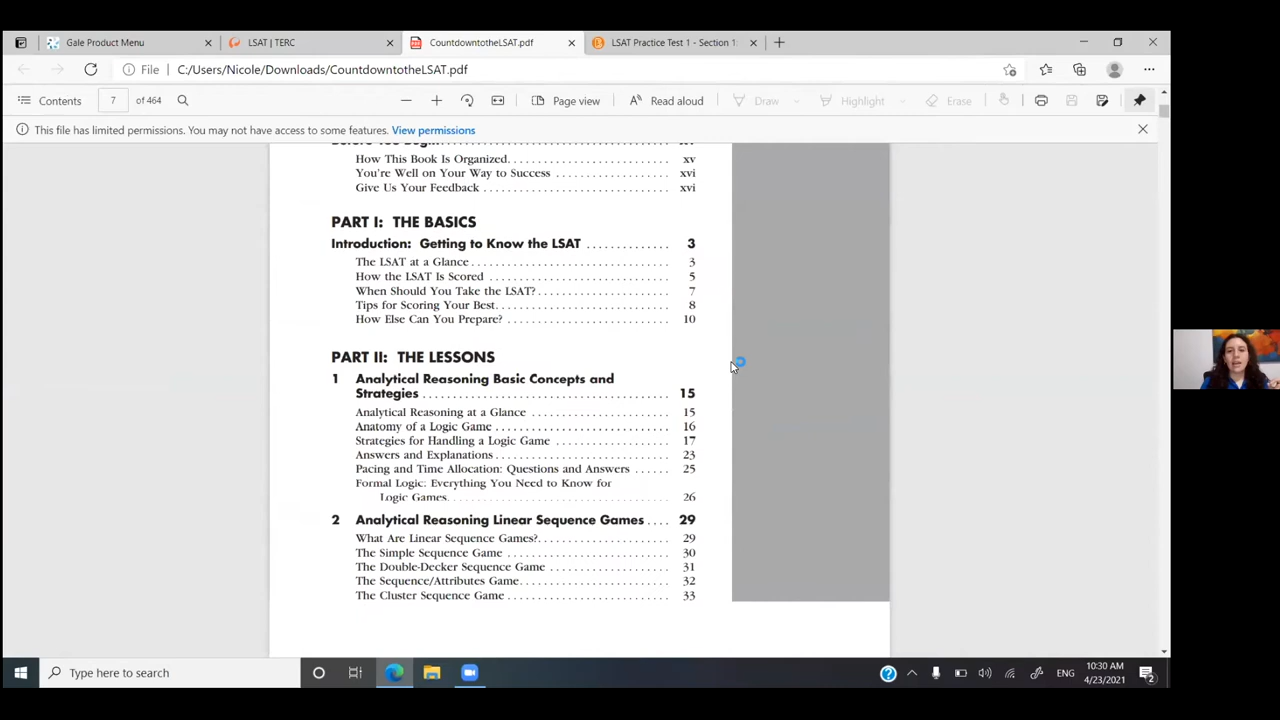 Gale Product Menu
LSAT | TERC
CountdowntotheLSAT.pdf
LSAT Practice Test 1 - Section 1.
File
C:/Users/Nicole/Downloads/CountdowntotheLSAT.pdf
Contents
7
of 464
Page view
Read aloud
Draw
Highlight
Erase
This file has limited permissions. You may not have access to some features. View permissions
Before You Begin xv
How This Book Is Organized xv
You're Well on Your Way to Success xvi
Give Us Your Feedback xvi
PART I: THE BASICS
Introduction: Getting to Know the LSAT 3
The LSAT at a Glance 3
How the LSAT Is Scored 5
When Should You Take the LSAT? 7
Tips for Scoring Your Best 8
How Else Can You Prepare? 10
PART II: THE LESSONS
1 Analytical Reasoning Basic Concepts and
Strategies 15
Analytical Reasoning at a Glance 15
Anatomy of a Logic Game 16
Strategies for Handling a Logic Game 17
Answers and Explanations 23
Pacing and Time Allocation: Questions and Answers 25
Formal Logic: Everything You Need to Know for
Logic Games 26
2 Analytical Reasoning Linear Sequence Games 29
What Are Linear Sequence Games? 29
The Simple Sequence Game 30
The Double-Decker Sequence Game 31
The Sequence/Attributes Game 32
The Cluster Sequence Game 33
Type here to search
ENG
10:30 AM
4/23/2021
2